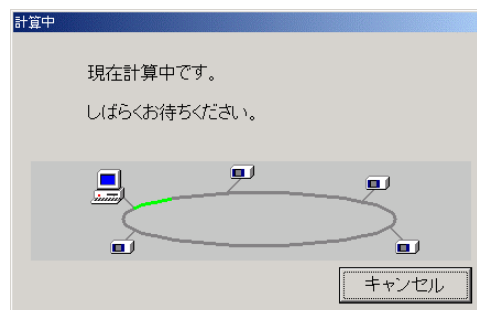 計算中
現在計算中です。
しばらくお待ちください。
キャンセル